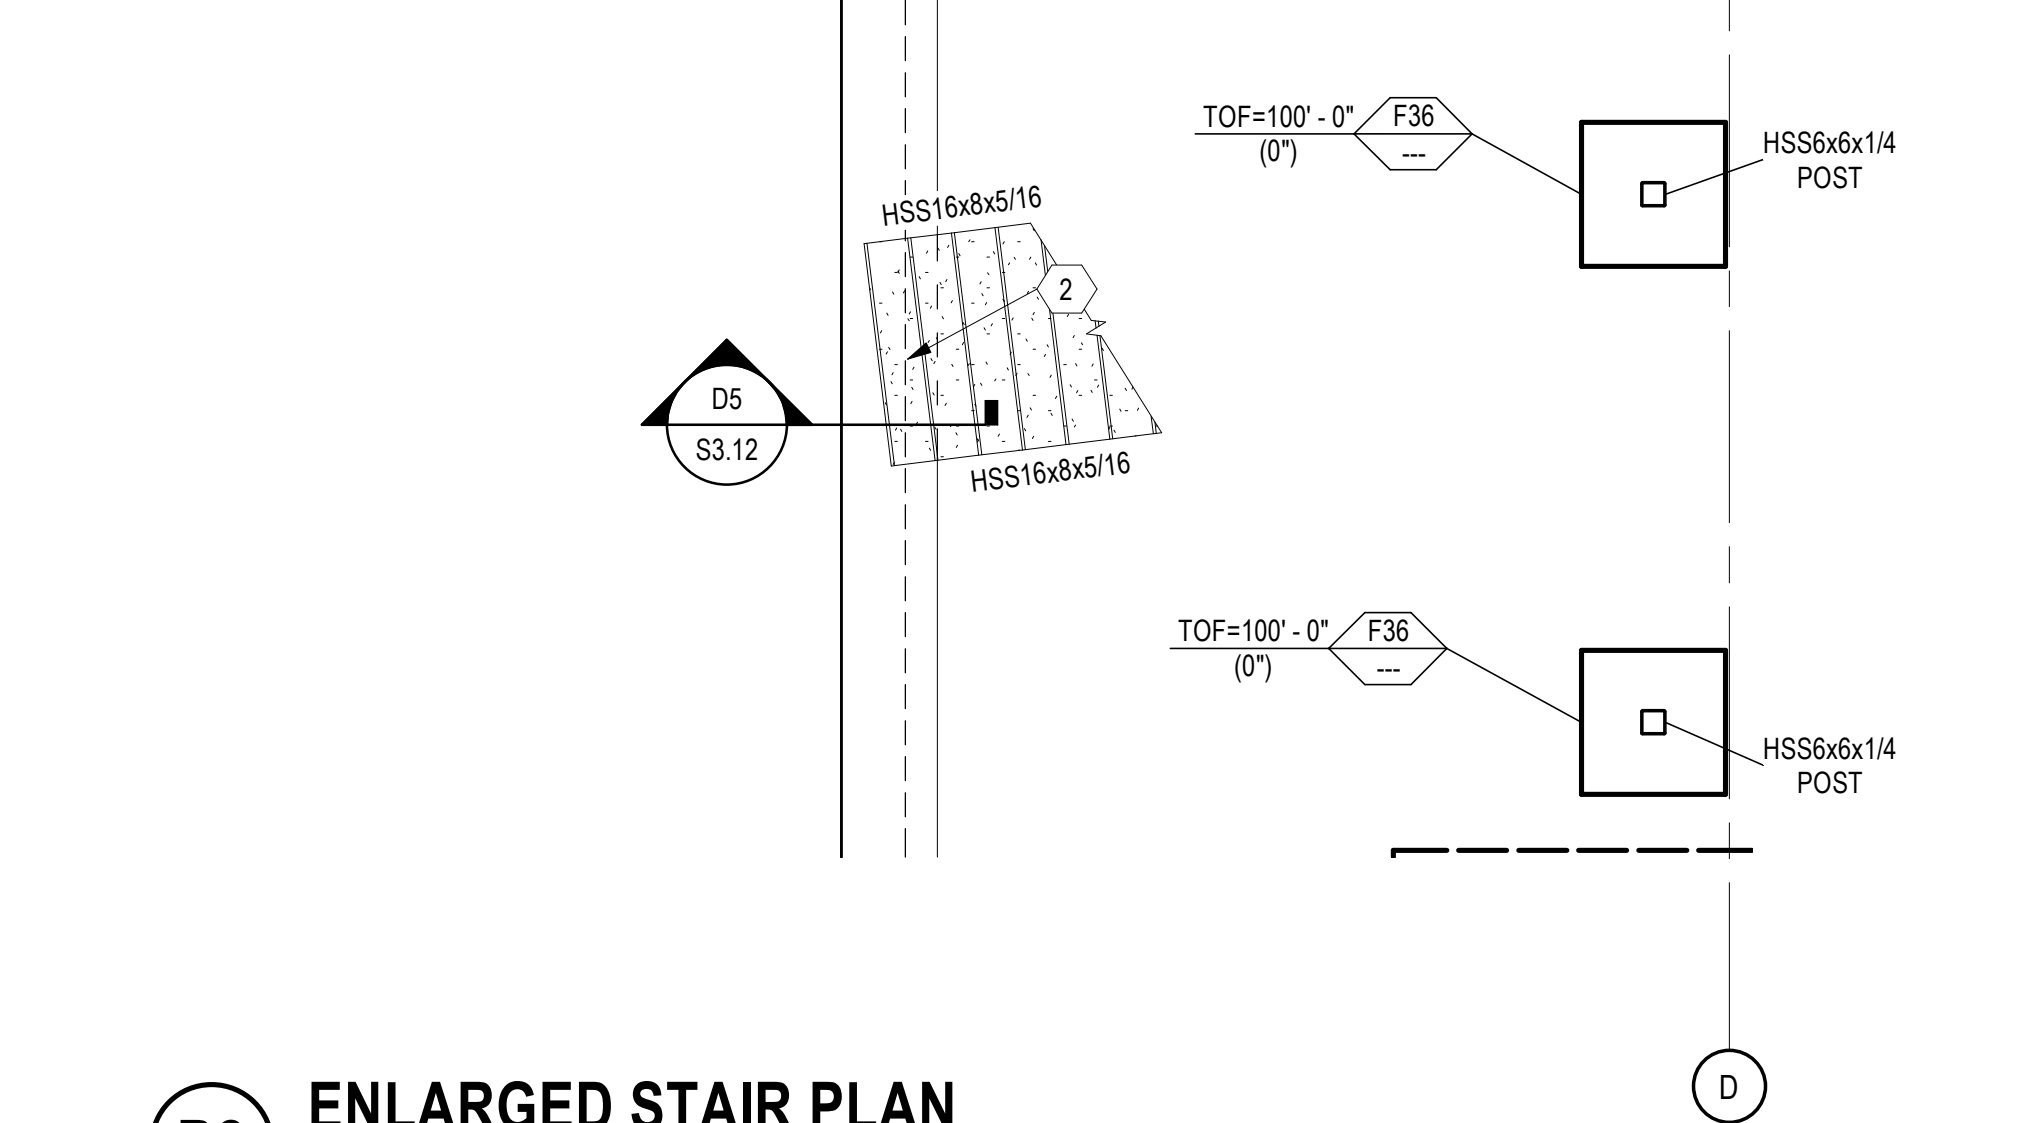 TOF=100' - 0"
(0")
F36
---
HSS6x6x1/4
POST
HSS16x8x5/16
2
D5
S3.12
HSS16x8x5/16
TOF=100' - 0"
(0")
F36
---
HSS6x6x1/4
POST
D
ENLARGED STAIR PLAN